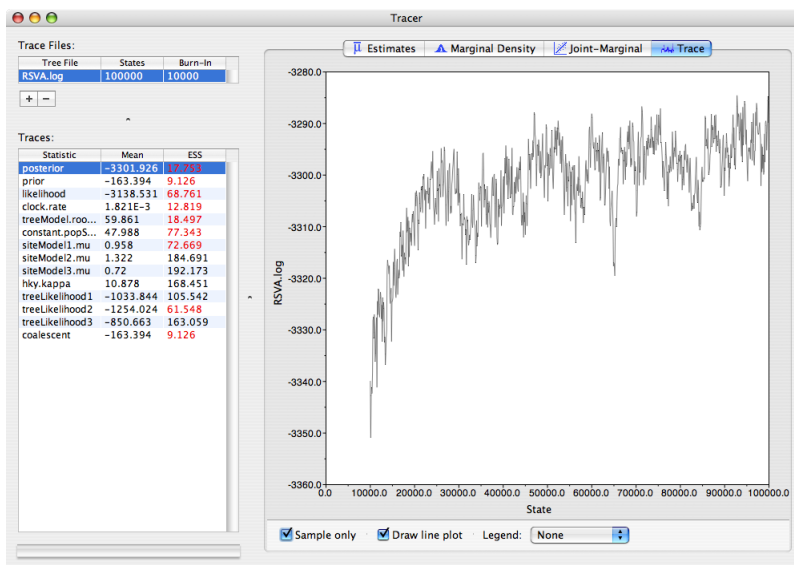 Tracer
Trace Files:
Tree File States Burn-In
RSVA.log 100000 10000
+ −
Traces:
Statistic Mean ESS
posterior -3301.926 17.753
prior -163.394 9.126
likelihood -3138.531 68.761
clock.rate 1.821E-3 12.819
treeModel.roo... 59.861 18.497
constant.popS... 47.988 77.343
siteModel1.mu 0.958 72.669
siteModel2.mu 1.322 184.691
siteModel3.mu 0.72 192.173
hky.kappa 10.878 168.451
treeLikelihood1 -1033.844 105.542
treeLikelihood2 -1254.024 61.548
treeLikelihood3 -850.663 163.059
coalescent -163.394 9.126
μ Estimates Marginal Density Joint-Marginal Trace
-3280.0
-3290.0
-3300.0
-3310.0
-3320.0
-3330.0
-3340.0
-3350.0
-3360.0
RSVA.log
0.0 10000.0 20000.0 30000.0 40000.0 50000.0 60000.0 70000.0 80000.0 90000.0 100000.0
State
Sample only Draw line plot Legend: None